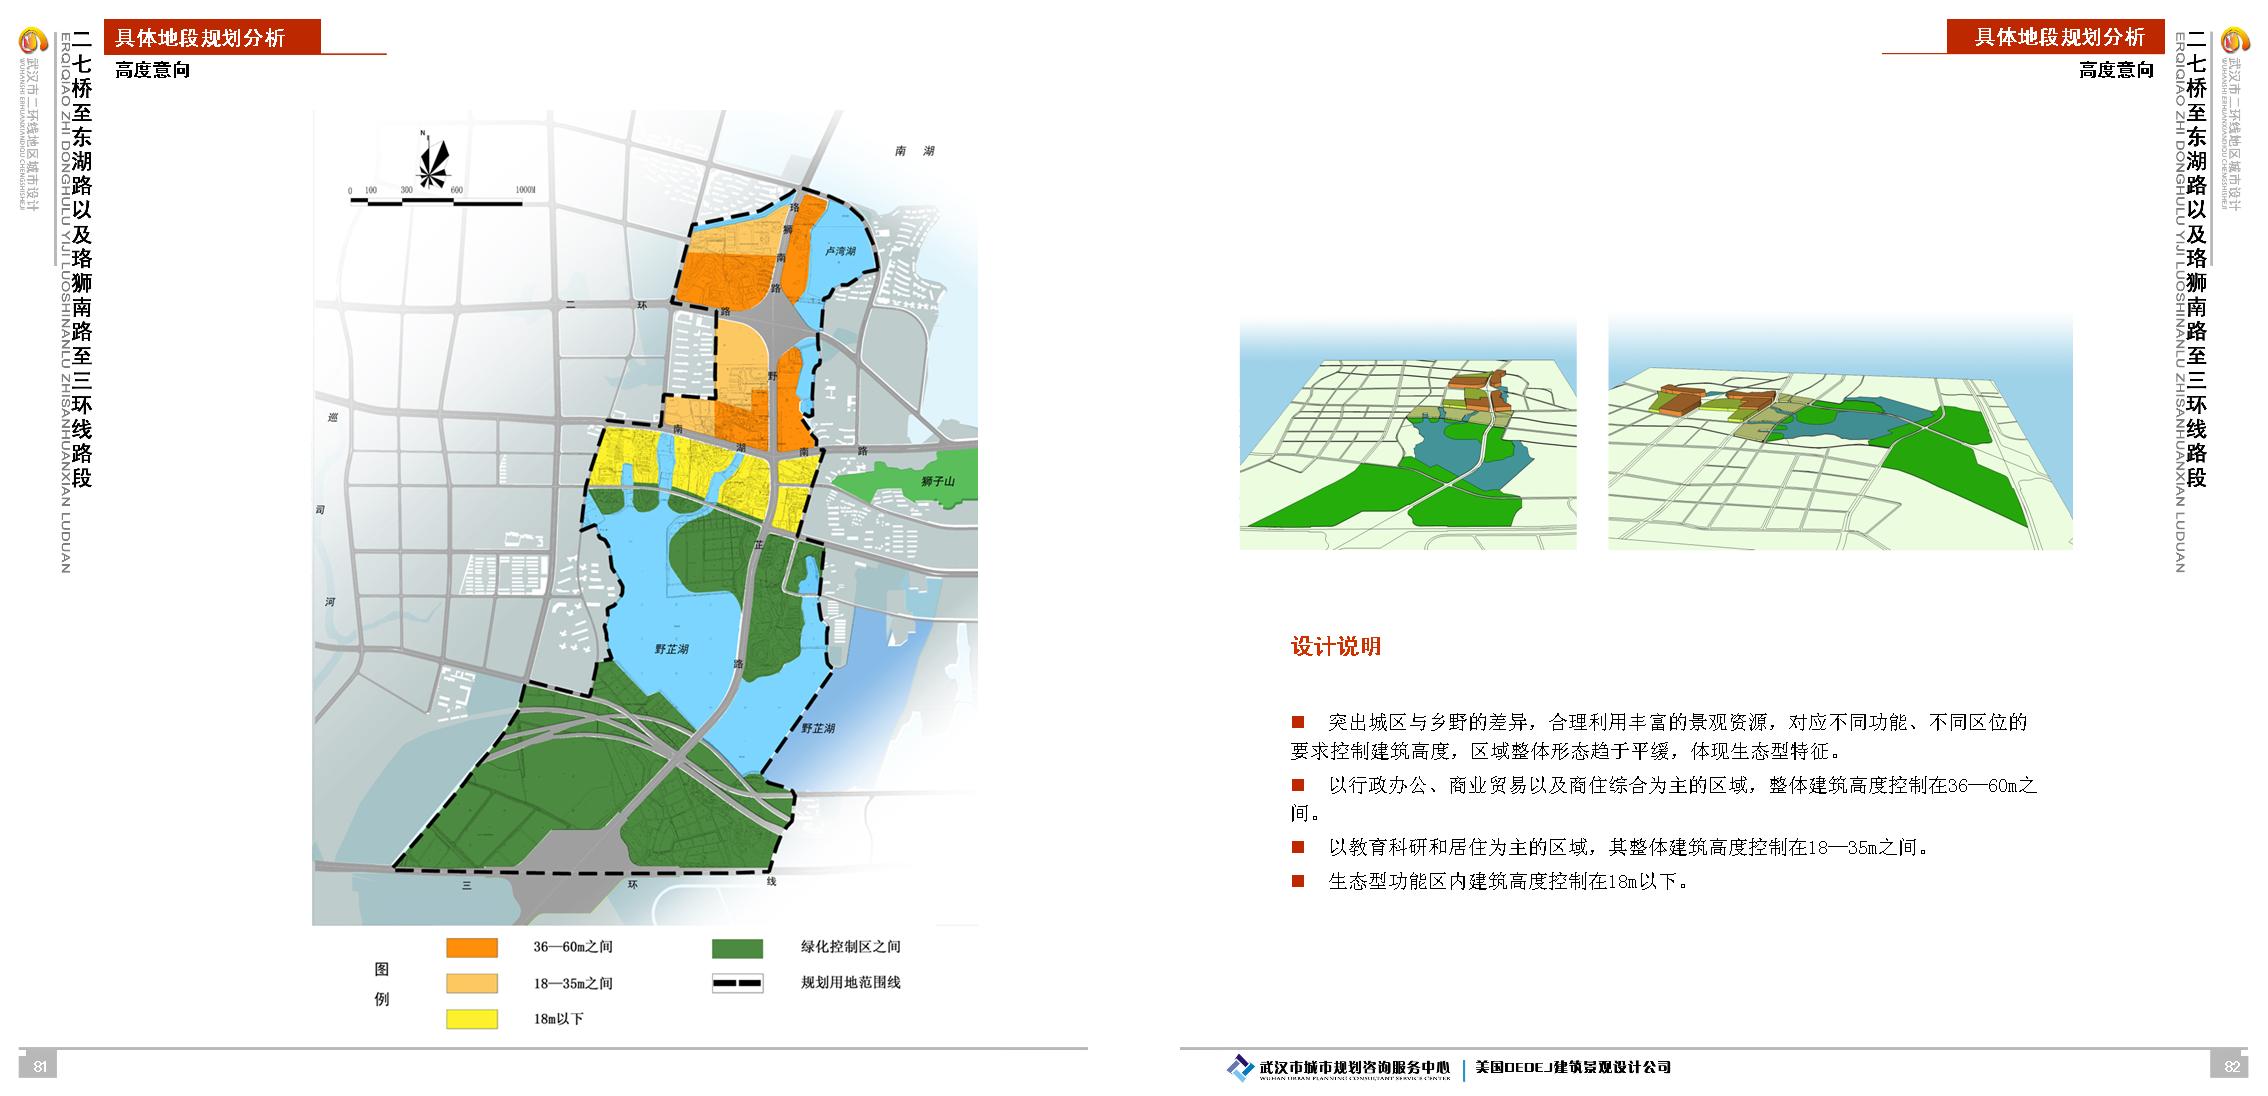 具体地段规划分析
高度意向
武汉市二环线地区城市设计
WUHANSHI ERHUANXIANDIQU CHENGSHISHEJI
二七桥至东湖路以及珞狮南路至三环线路段
ERQIQIAO ZHI DONGHULU YIJI LUOSHINANLU ZHISANHUANXIAN LUDUAN
N
0 100 300 600 1000M
南 湖
珞
狮
南
路
卢湾湖
二 环 路
野
巡
南 湖 南 路
狮子山
司
芷
河
野芷湖
路
野芷湖
三 环 线
图
例
36—60m之间
18—35m之间
18m以下
绿化控制区之间
规划用地范围线
81
具体地段规划分析
高度意向
武汉市二环线地区城市设计
WUHANSHI ERHUANXIANDIQU CHENGSHISHEJI
二七桥至东湖路以及珞狮南路至三环线路段
ERQIQIAO ZHI DONGHULU YIJI LUOSHINANLU ZHISANHUANXIAN LUDUAN
设计说明
突出城区与乡野的差异，合理利用丰富的景观资源，对应不同功能、不同区位的
要求控制建筑高度，区域整体形态趋于平缓，体现生态型特征。
以行政办公、商业贸易以及商住综合为主的区域，整体建筑高度控制在36—60m之
间。
以教育科研和居住为主的区域，其整体建筑高度控制在18—35m之间。
生态型功能区内建筑高度控制在18m以下。
武汉市城市规划咨询服务中心
WUHAN URBAN PLANNING CONSULTANT SERVICE CENTER
美国DEDEJ建筑景观设计公司
82